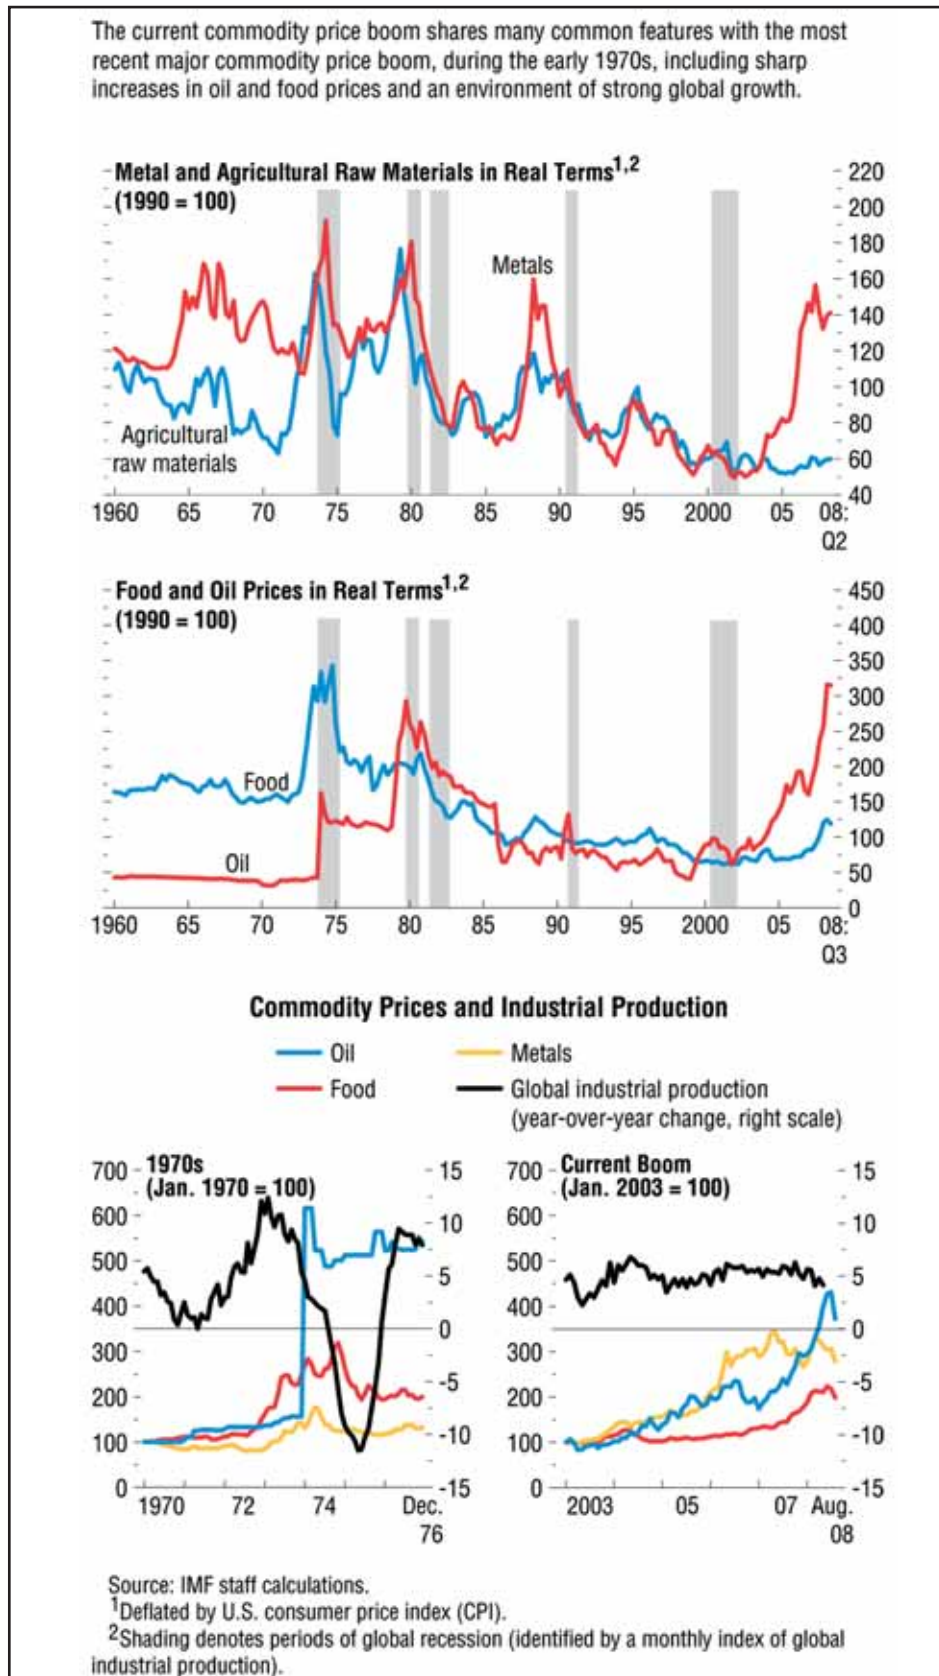 The current commodity price boom shares many common features with the most
recent major commodity price boom, during the early 1970s, including sharp
increases in oil and food prices and an environment of strong global growth.
Metal and Agricultural Raw Materials in Real Terms1,2
(1990 = 100)
220
200
180
160
140
120
100
80
60
40
Metals
Agricultural
raw materials
1960 65 70 75 80 85 90 95 2000 05 08:
Q2
Food and Oil Prices in Real Terms1,2
(1990 = 100)
450
400
350
300
250
200
150
100
50
0
Food
Oil
1960 65 70 75 80 85 90 95 2000 05 08:
Q3
Commodity Prices and Industrial Production
Oil Metals
Food Global industrial production
(year-over-year change, right scale)
1970s
(Jan. 1970 = 100)
700
600
500
400
300
200
100
0
15
10
5
0
-5
-10
-15
1970 72 74 Dec.
76
Current Boom
(Jan. 2003 = 100)
700
600
500
400
300
200
100
0
15
10
5
0
-5
-10
-15
2003 05 07 Aug.
08
Source: IMF staff calculations.
1Deflated by U.S. consumer price index (CPI).
2Shading denotes periods of global recession (identified by a monthly index of global
industrial production).